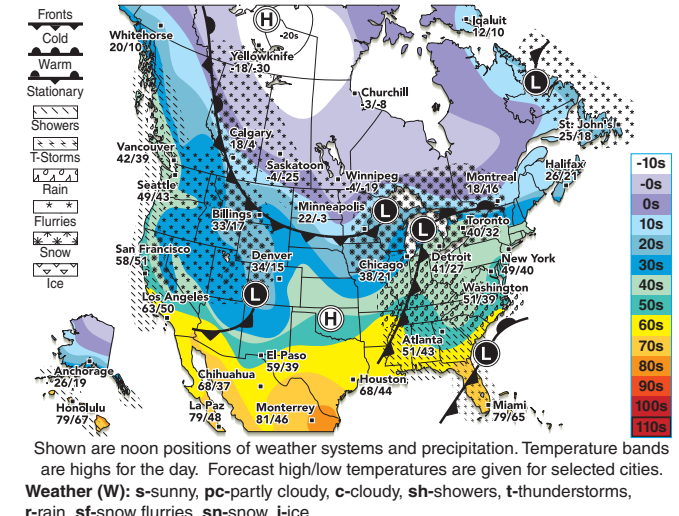 Fronts
Cold
Warm
Stationary
Showers
T-Storms
Rain
Flurries
Snow
Ice
H
-20s
Iqaluit
12/10
Whitehorse
20/10
Yellowknife
-18/-30
Churchill
-3/-8
L
St. John's
25/18
Calgary
18/4
Vancouver
42/39
Saskatoon
-4/-25
Winnipeg
-4/-19
Montreal
18/16
Halifax
26/21
Seattle
49/43
Billings
33/17
Minneapolis
22/-3
L
L
Toronto
40/32
San Francisco
58/51
Denver
34/15
Chicago
38/21
Detroit
41/27
New York
49/40
Washington
51/39
Los Angeles
63/50
L
H
Atlanta
51/43
L
El Paso
59/39
Anchorage
26/19
Chihuahua
68/37
Houston
68/44
Honolulu
79/67
La Paz
79/48
Monterrey
81/46
Miami
79/65
-10s
-0s
0s
10s
20s
30s
40s
50s
60s
70s
80s
90s
100s
110s
Shown are noon positions of weather systems and precipitation. Temperature bands
are highs for the day. Forecast high/low temperatures are given for selected cities.
Weather (W): s-sunny, pc-partly cloudy, c-cloudy, sh-showers, t-thunderstorms,
r-rain, sf-snow flurries, sn-snow, i-ice